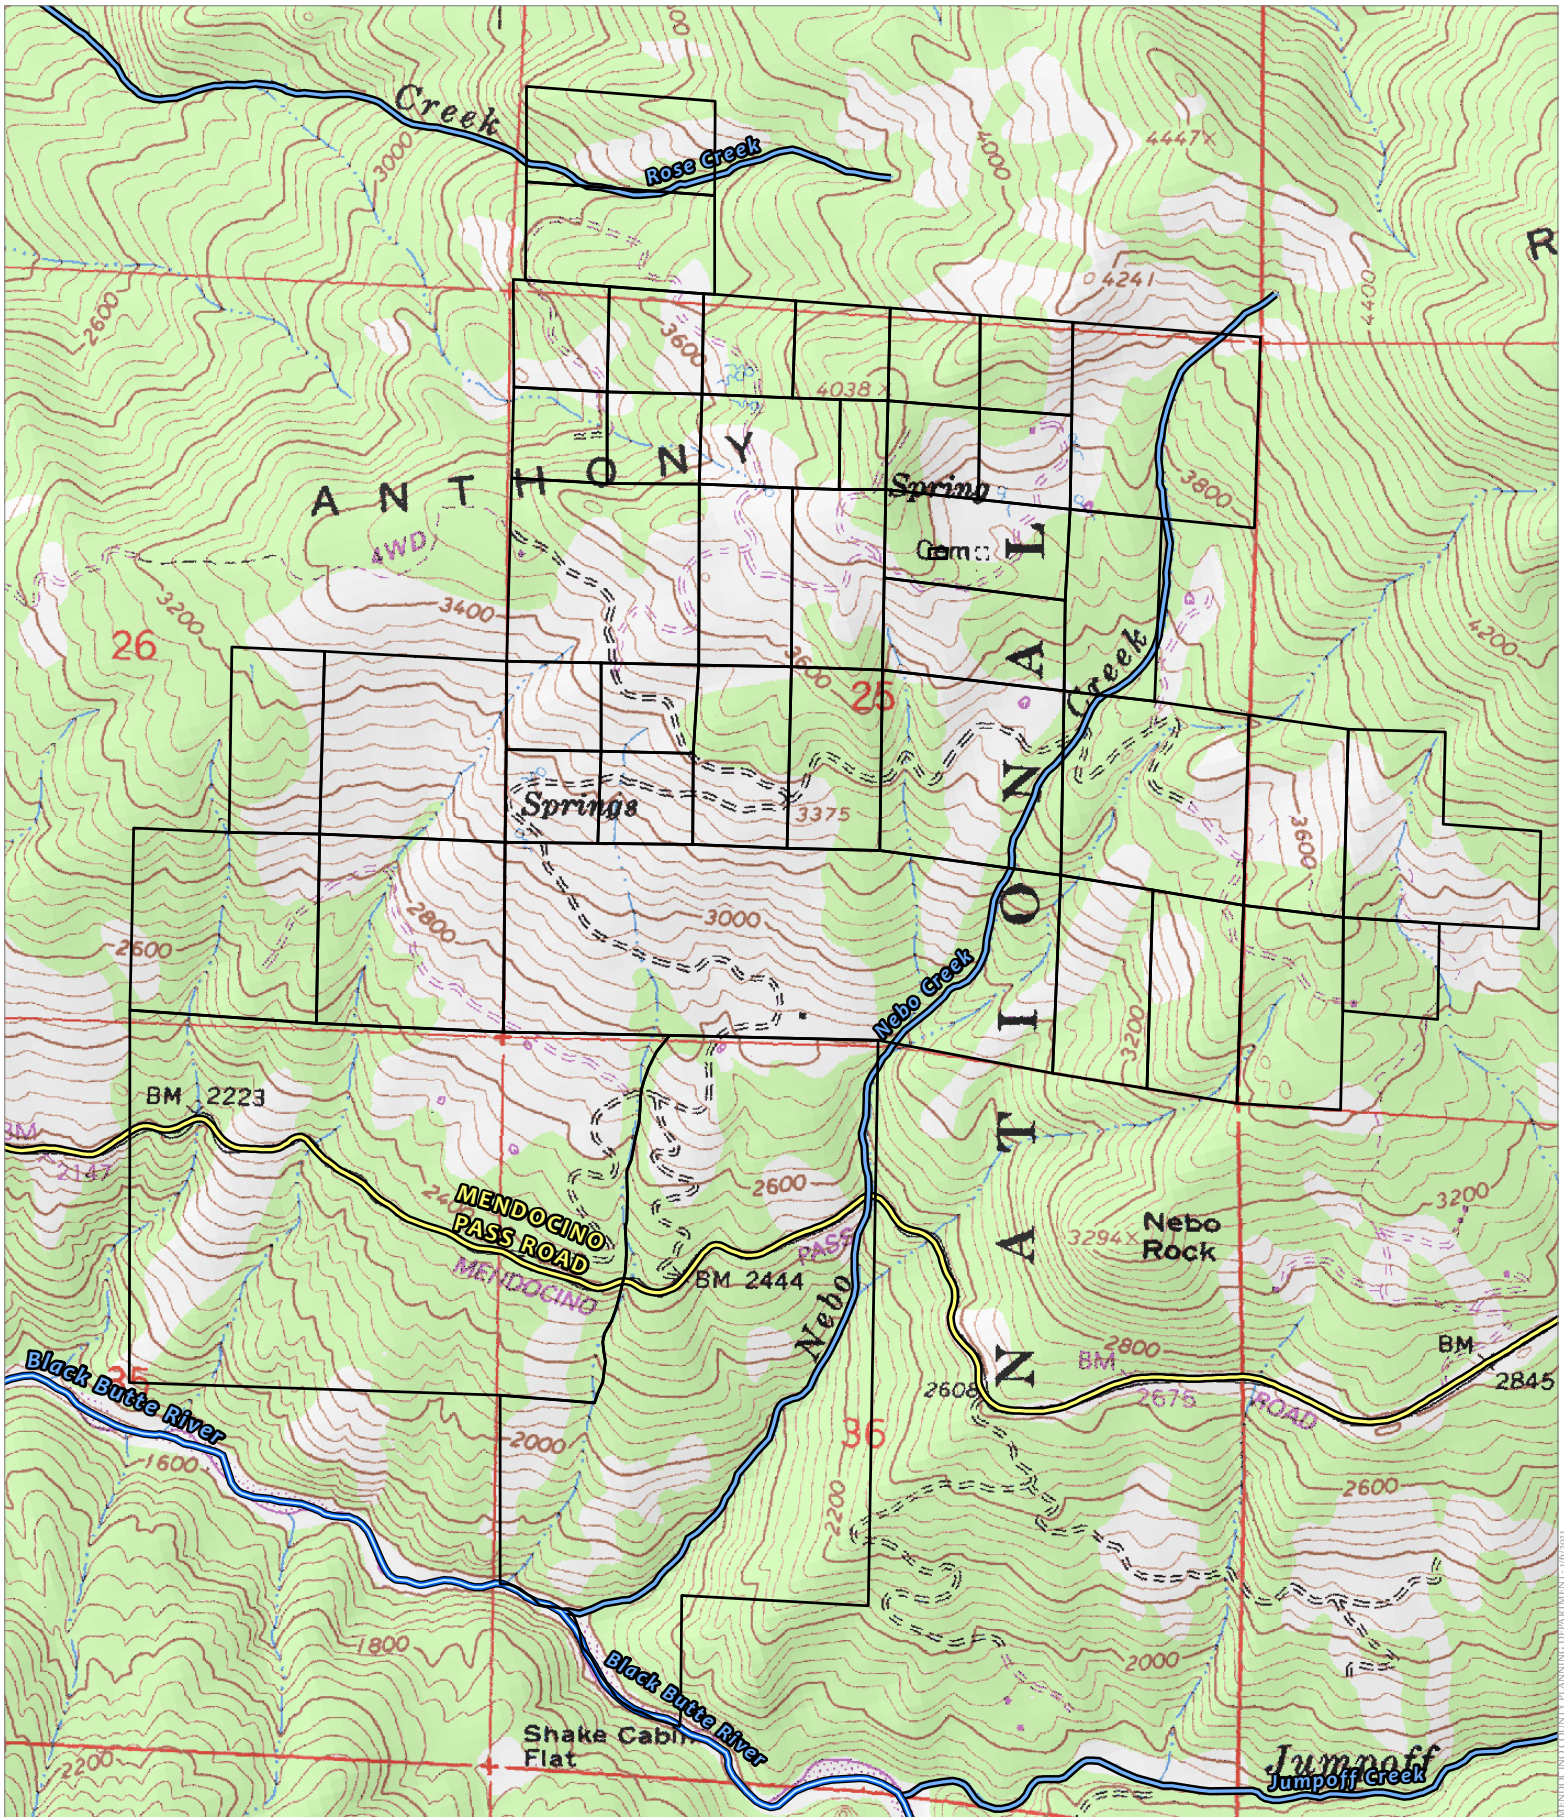 Creek
3000
Rose Creek
4000
4447
R
4241
4400
2600
3600
4038
A N T H O N Y
Spring
3800
4WD
Camp
3200
3400
26
4200
3600
25
Creek
N A T I O N A L
Springs
3375
3600
2800
3000
2600
Nebo Creek
3200
BM 2223
BM
2147
2400
MENDOCINO
PASS ROAD
MENDOCINO
2600
PASS
BM 2444
Nebo
3200
Nebo
Rock
3294
2800
BM
2675
ROAD
BM
2845
2608
35
Black Butte River
1600
2000
36
2200
2600
1800
2000
Black Butte River
Shake Cabin
Flat
2200
Jumpoff
Jumpoff Creek